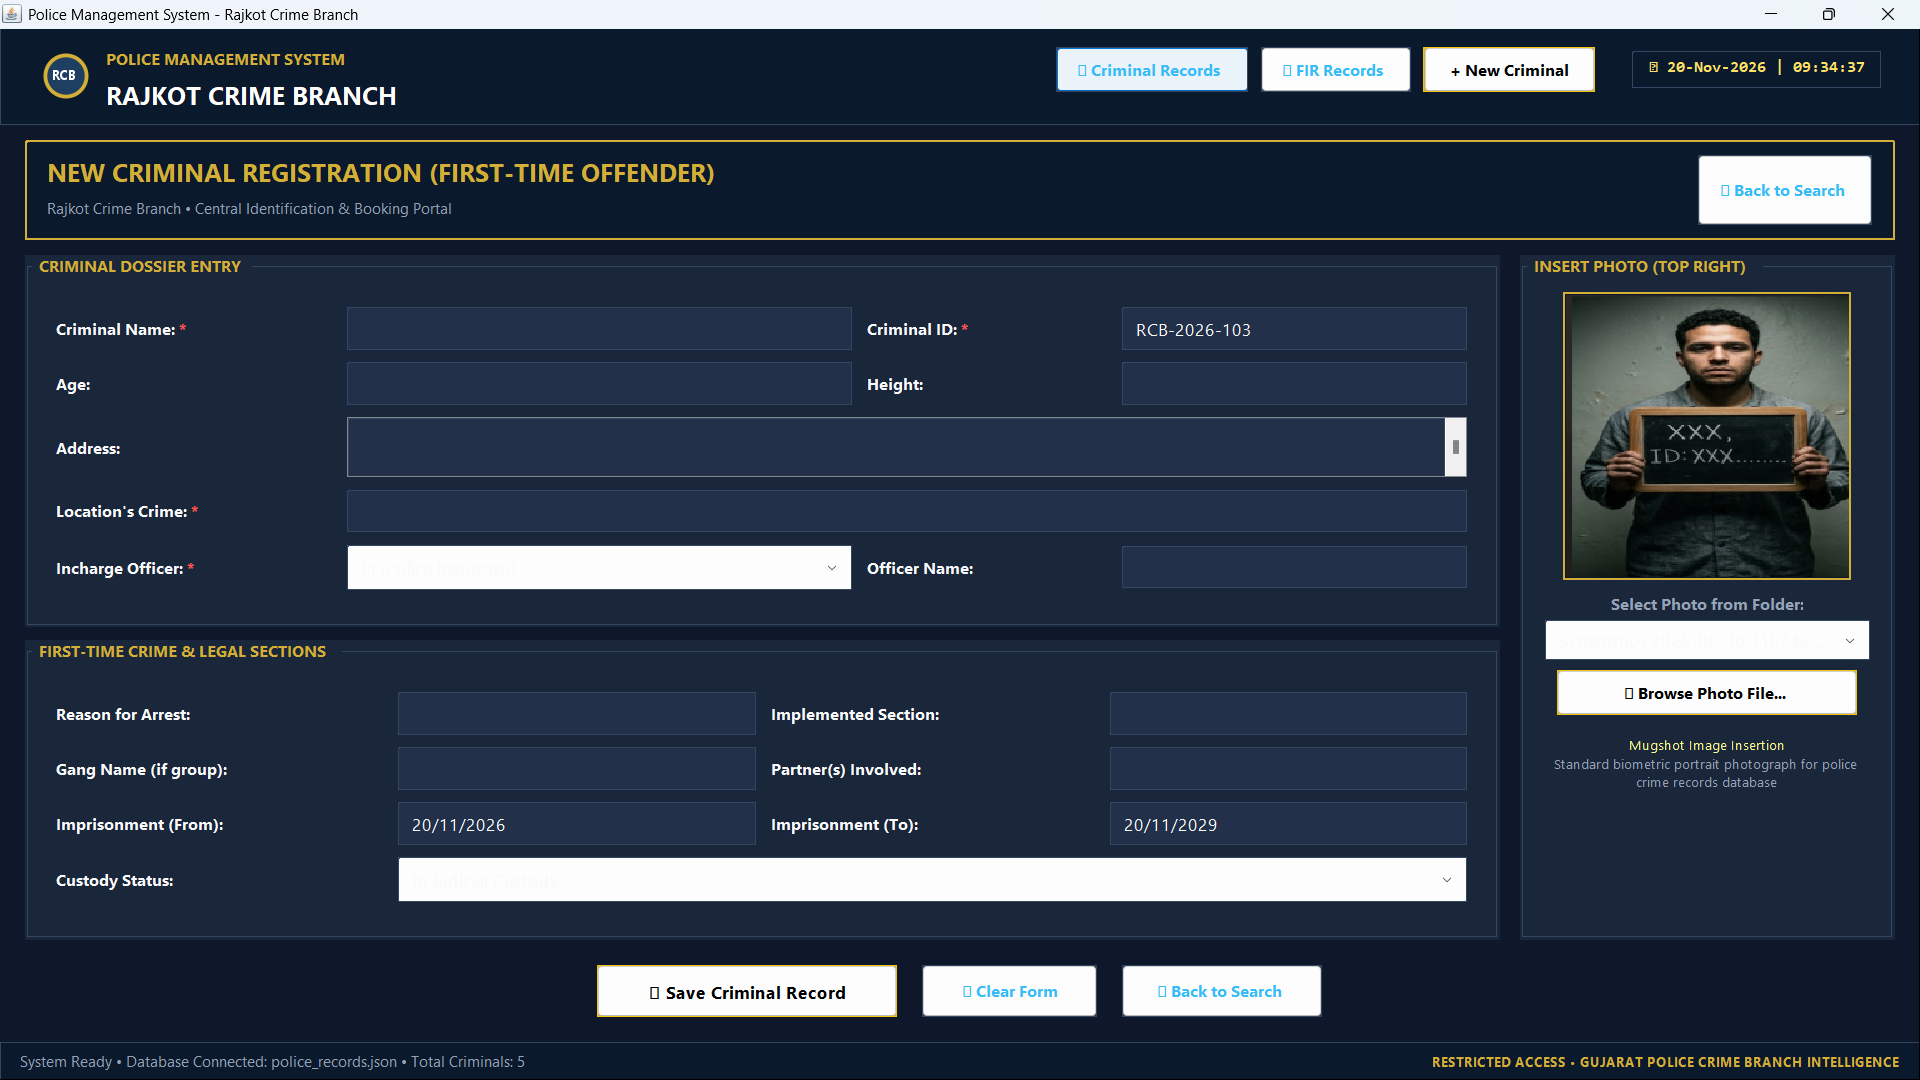 Police Management System - Rajkot Crime Branch
RCB
POLICE MANAGEMENT SYSTEM
RAJKOT CRIME BRANCH
Criminal Records
FIR Records
+ New Criminal
20-Nov-2026 | 09:34:37
NEW CRIMINAL REGISTRATION (FIRST-TIME OFFENDER)
Rajkot Crime Branch • Central Identification & Booking Portal
Back to Search
CRIMINAL DOSSIER ENTRY
Criminal Name: *
Criminal ID: * RCB-2026-103
Age:
Height:
Address:
Location's Crime: *
Incharge Officer: *
Officer Name:
FIRST-TIME CRIME & LEGAL SECTIONS
Reason for Arrest:
Implemented Section:
Gang Name (if group):
Partner(s) Involved:
Imprisonment (From): 20/11/2026
Imprisonment (To): 20/11/2029
Custody Status:
INSERT PHOTO (TOP RIGHT)
XXX,
ID:XXX........
Select Photo from Folder:
Browse Photo File...
Mugshot Image Insertion
Standard biometric portrait photograph for police
crime records database
Save Criminal Record
Clear Form
Back to Search
System Ready • Database Connected: police_records.json • Total Criminals: 5
RESTRICTED ACCESS • GUJARAT POLICE CRIME BRANCH INTELLIGENCE